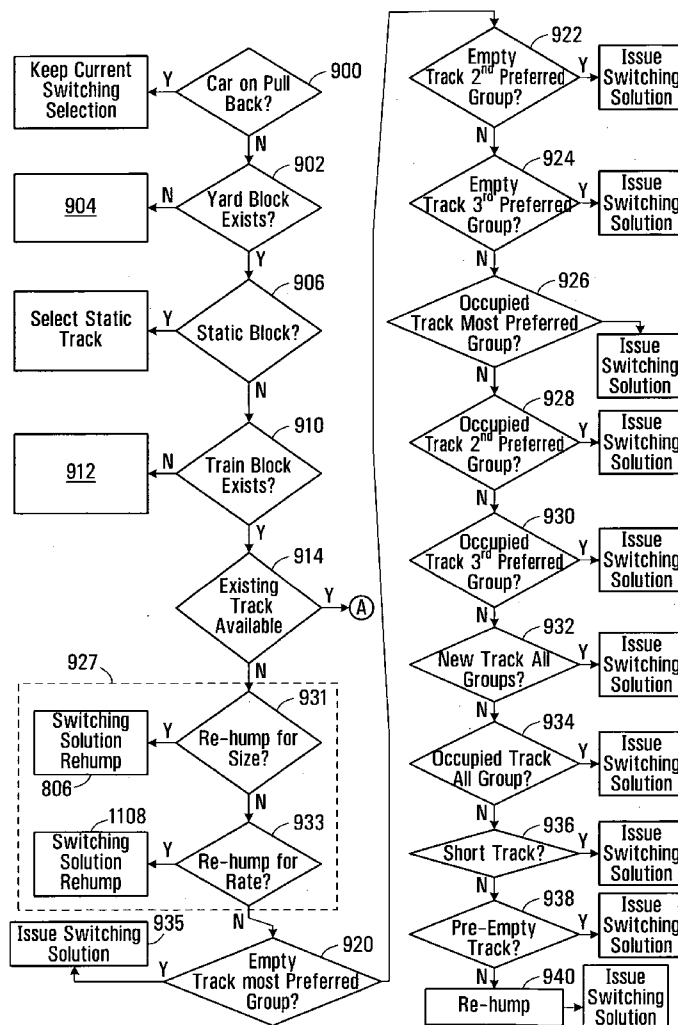 Keep Current
Switching
Selection
Y
Car on Pull
Back?
900
N
904
N
Yard Block
Exists?
902
Y
Select Static
Track
Y
Static Block?
906
N
912
N
Train Block
Exists?
910
Y
Existing
Track
Available
914
Y
A
N
927
Switching
Solution
Rehump
806
Y
Re-hump for
Size?
931
N
1108
Switching
Solution
Rehump
Y
Re-hump for
Rate?
933
N
Issue Switching
Solution
935
Y
Empty
Track most Preferred
Group?
920
N
Empty
Track 2nd Preferred
Group?
922
Y
Issue
Switching
Solution
N
Empty
Track 3rd Preferred
Group?
924
Y
Issue
Switching
Solution
N
Occupied
Track Most Preferred
Group?
926
Issue
Switching
Solution
N
Occupied
Track 2nd Preferred
Group?
928
Y
Issue
Switching
Solution
N
Occupied
Track 3rd Preferred
Group?
930
Y
Issue
Switching
Solution
N
New Track All
Groups?
932
Y
Issue
Switching
Solution
N
Occupied Track
All Group?
934
Y
Issue
Switching
Solution
N
Short Track?
936
Y
Issue
Switching
Solution
N
Pre-Empty
Track?
938
Y
Issue
Switching
Solution
N
Re-hump
940
Issue
Switching
Solution